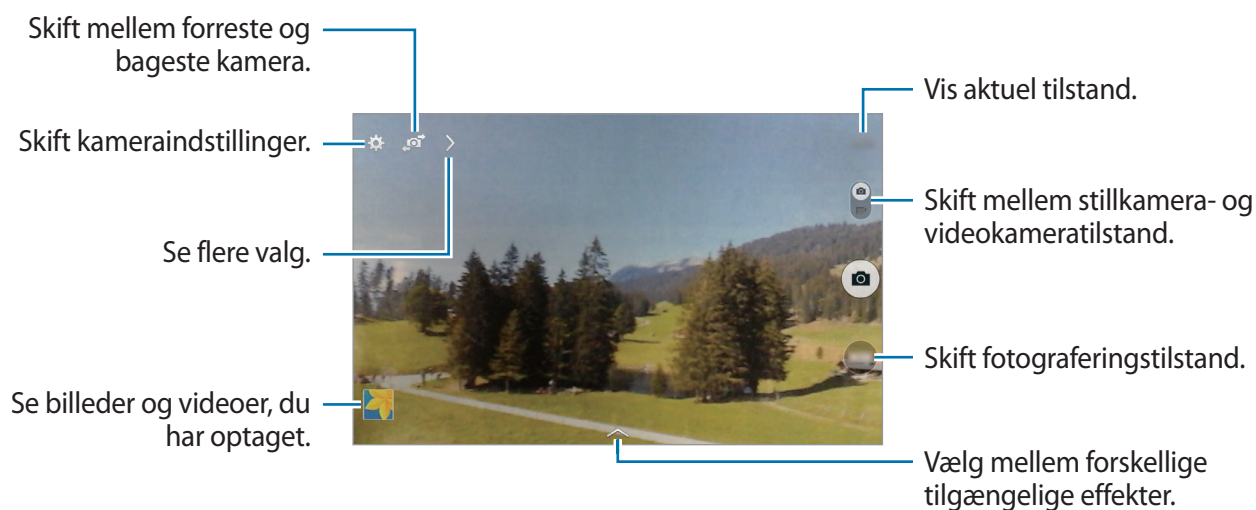 Skift mellem forreste og
bageste kamera.
Skift kameraindstillinger.
Se flere valg.
Se billeder og videoer, du
har optaget.
Vis aktuel tilstand.
Skift mellem stillkamera- og
videokameratilstand.
Skift fotograferingstilstand.
Vælg mellem forskellige
tilgængelige effekter.